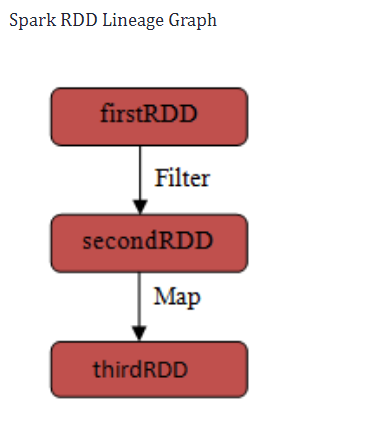 Spark RDD Lineage Graph
firstRDD
Filter
secondRDD
Map
thirdRDD